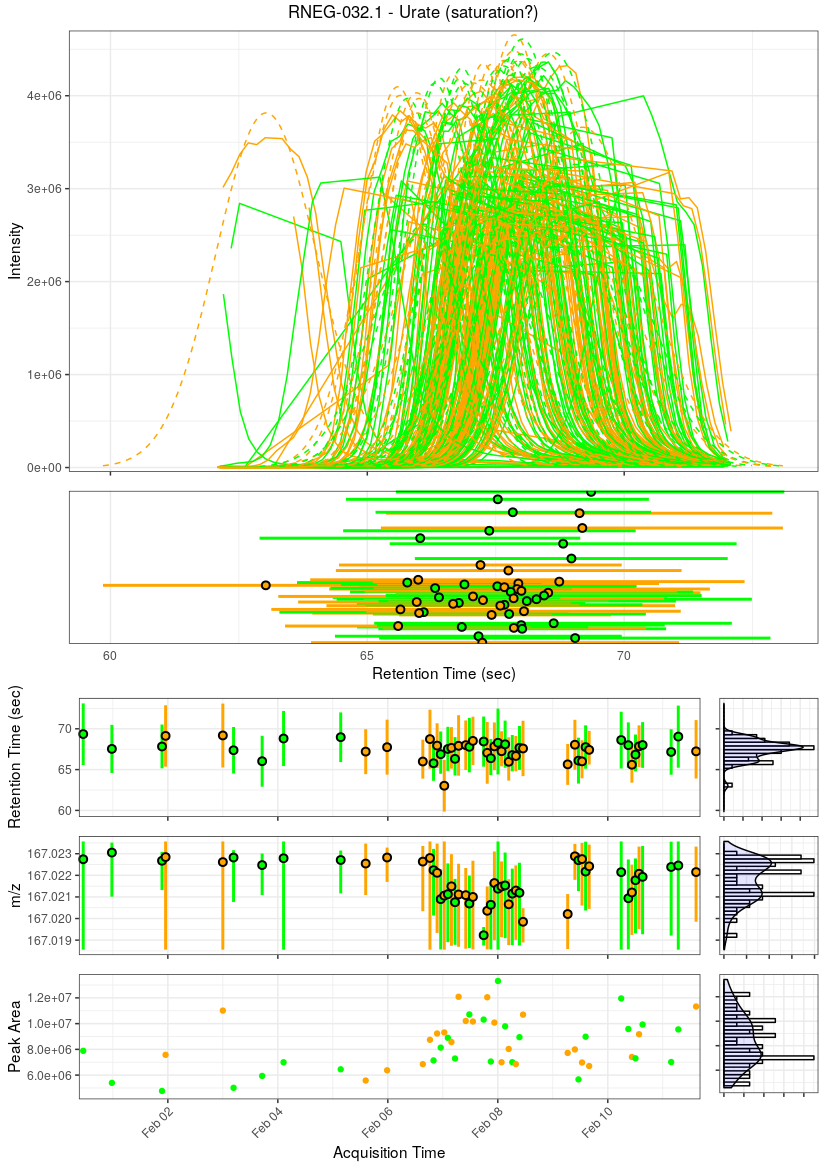 RNEG-032.1 - Urate (saturation?)
4e+06
3e+06
2e+06
1e+06
0e+00
Intensity
60
65
70
Retention Time (sec)
70
65
60
Retention Time (sec)
167.023
167.022
167.021
167.020
167.019
m/z
1.2e+07
1.0e+07
8.0e+06
6.0e+06
Peak Area
Feb 02
Feb 04
Feb 06
Feb 08
Feb 10
Acquisition Time